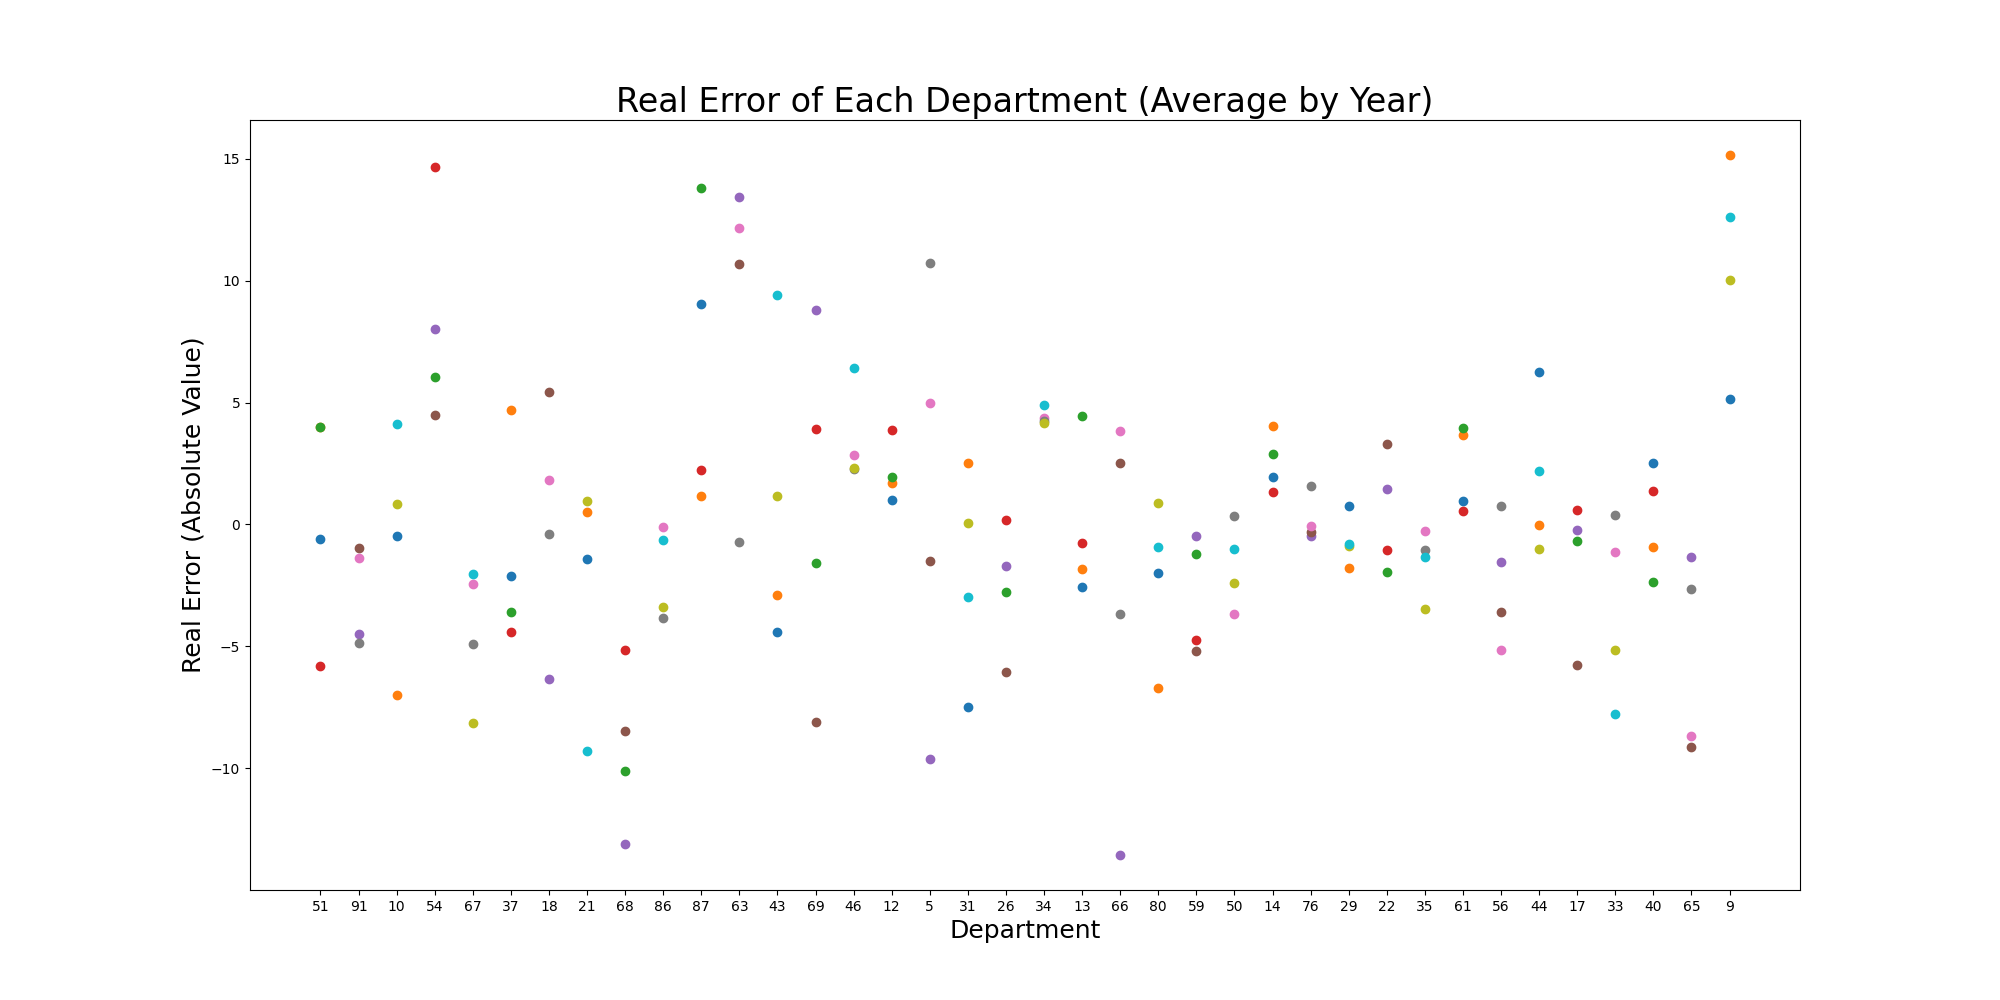 Real Error of Each Department (Average by Year)
15
10
5
0
−5
−10
Real Error (Absolute Value)
51 91 10 54 67 37 18 21 68 86 87 63 43 69 46 12 5 31 26 34 13 66 80 59 50 14 76 29 22 35 61 56 44 17 33 40 65 9
Department